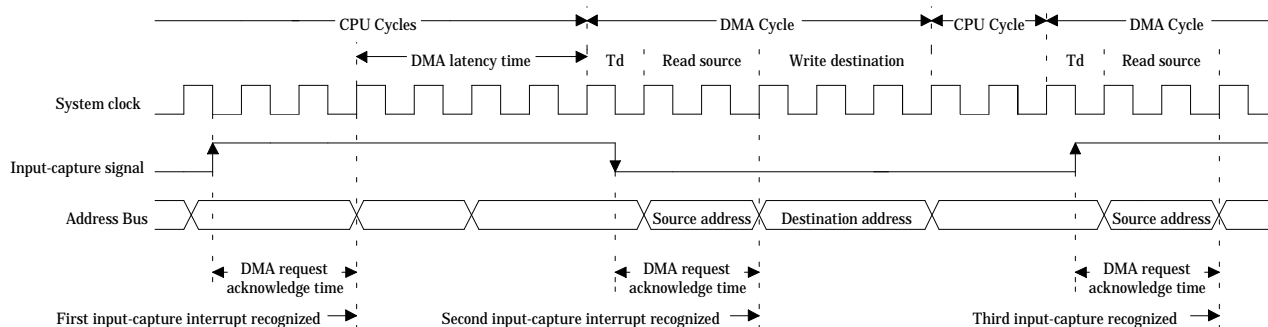 CPU Cycles DMA Cycle CPU Cycle DMA Cycle
DMA latency time Td Read source Write destination Td Read source
System clock
Input-capture signal
Address Bus Source address Destination address Source address
DMA request acknowledge time
DMA request acknowledge time
DMA request acknowledge time
First input-capture interrupt recognized Second input-capture interrupt recognized Third input-capture recognized